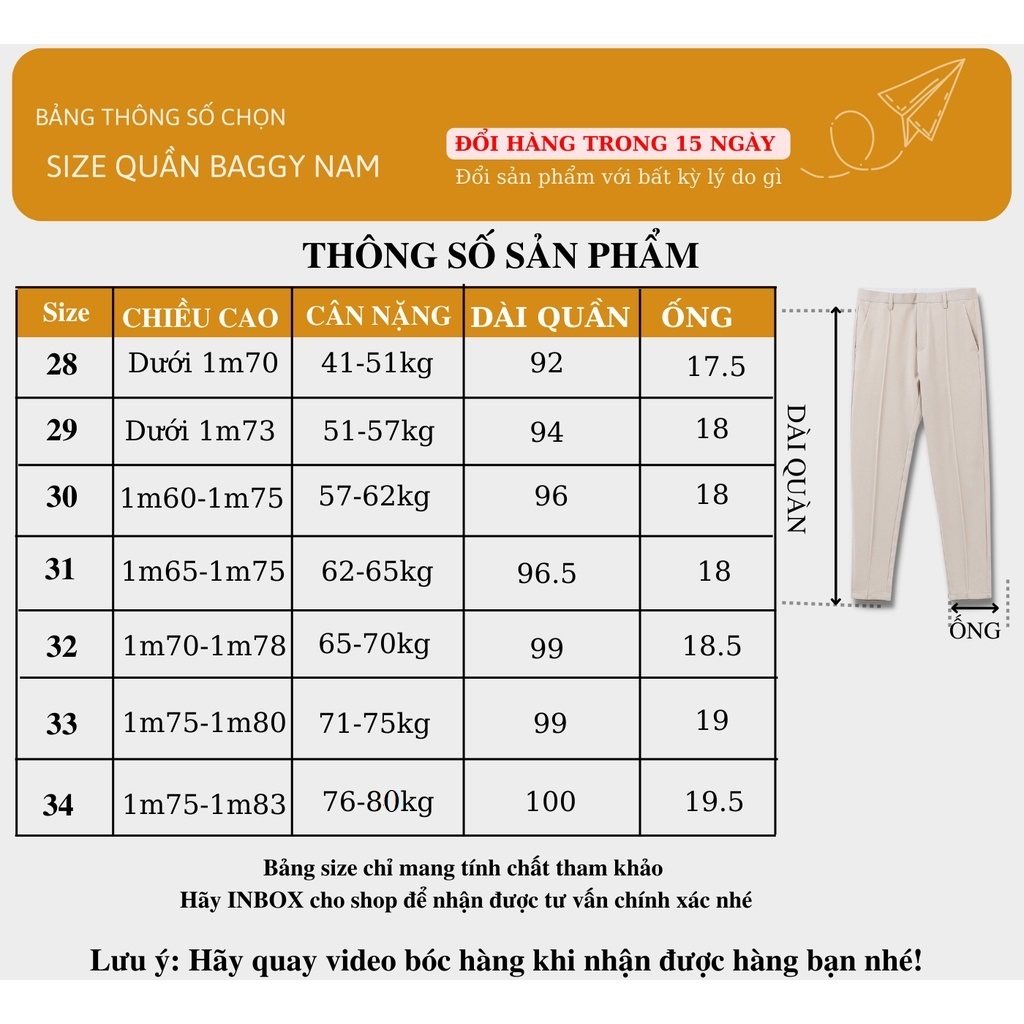 BẢNG THÔNG SỐ CHỌN
SIZE QUẦN BAGGY NAM
ĐỔI HÀNG TRONG 15 NGÀY
Đổi sản phẩm với bất kỳ lý do gì
THÔNG SỐ SẢN PHẨM
Size CHIỀU CAO CÂN NẶNG DÀI QUẦN ỐNG
28 Dưới 1m70 41-51kg 92 17.5
29 Dưới 1m73 51-57kg 94 18
30 1m60-1m75 57-62kg 96 18
31 1m65-1m75 62-65kg 96.5 18
32 1m70-1m78 65-70kg 99 18.5
33 1m75-1m80 71-75kg 99 19
34 1m75-1m83 76-80kg 100 19.5
DÀI QUÀN
ỐNG
Bảng size chỉ mang tính chất tham khảo
Hãy INBOX cho shop để nhận được tư vấn chính xác nhé
Lưu ý: Hãy quay video bóc hàng khi nhận được hàng bạn nhé!